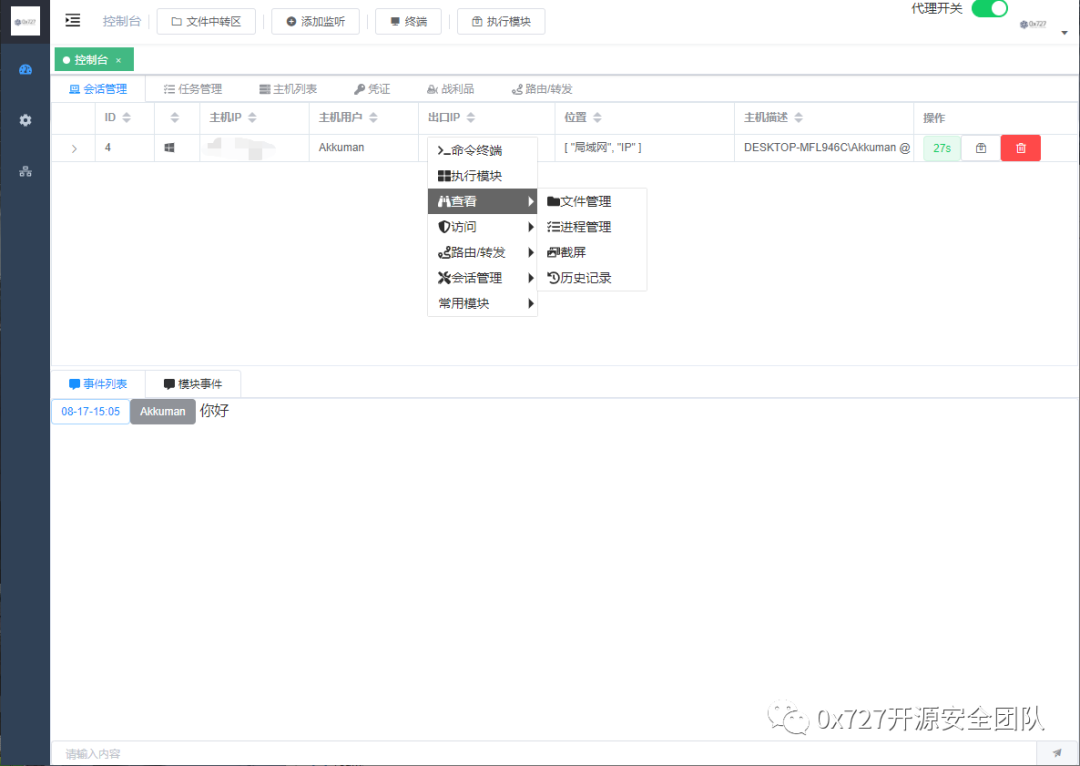 0x727
控制台
文件中转区
添加监听
终端
执行模块
代理开关
0x727
控制台 ×
会话管理
任务管理
主机列表
凭证
战利品
路由/转发
ID
主机IP
主机用户
出口IP
位置
主机描述
操作
4
Akkuman
[ "局域网", "IP" ]
DESKTOP-MFL946C\Akkuman @
27s
命令终端
执行模块
查看
访问
路由/转发
会话管理
常用模块
文件管理
进程管理
截屏
历史记录
事件列表
模块事件
08-17-15:05
Akkuman
你好
0x727开源安全团队
请输入内容